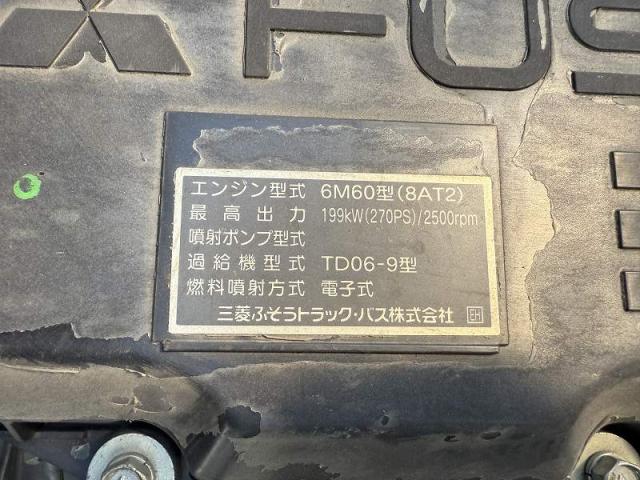 FUS
エンジン型式 6M60型(8AT2)
最高出力 199kW(270PS)/2500rpm
噴射ポンプ型式
過給機型式 TD06-9型
燃料噴射方式 電子式
三菱ふそうトラック・バス株式会社 EH